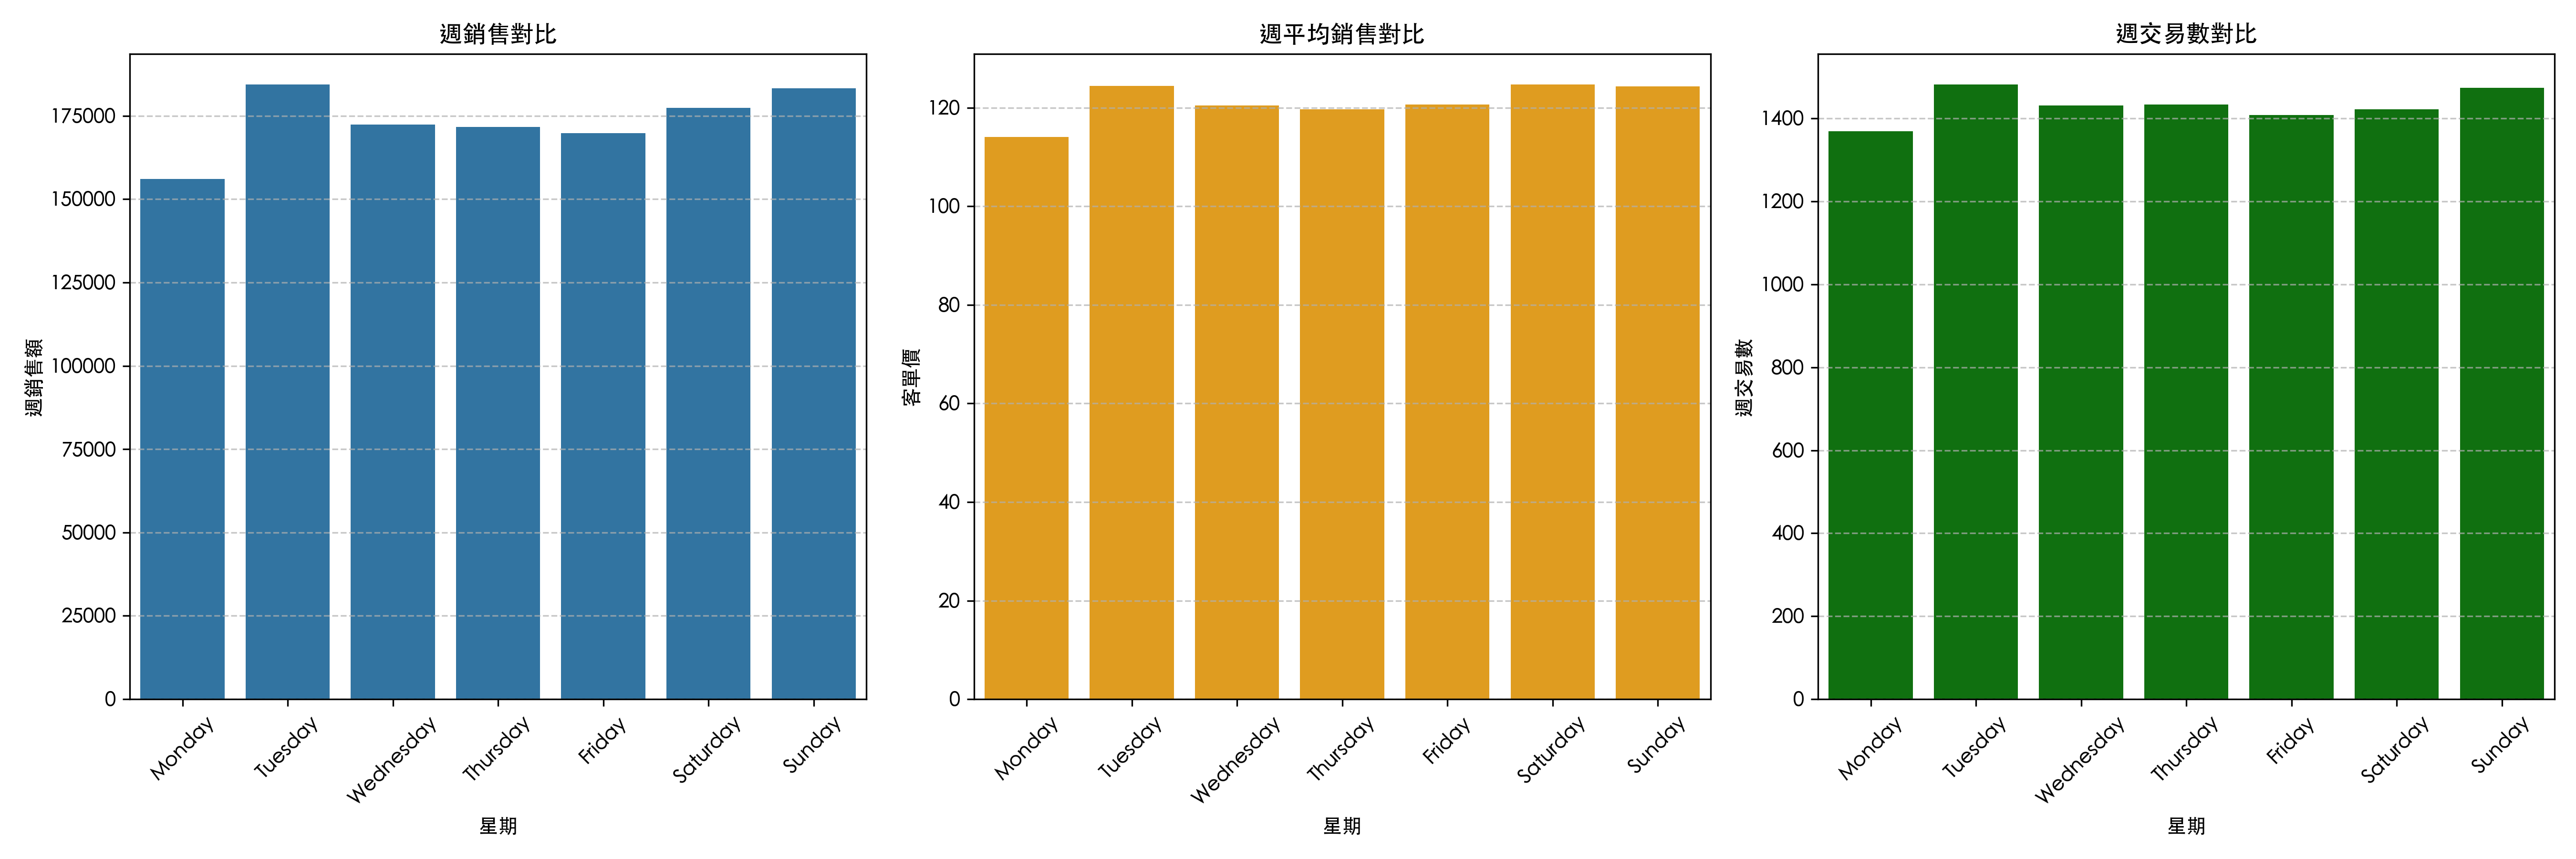 週銷售對比
週銷售額
175000
150000
125000
100000
75000
50000
25000
0
Monday
Tuesday
Wednesday
Thursday
Friday
Saturday
Sunday
星期
週平均銷售對比
客單價
120
100
80
60
40
20
0
Monday
Tuesday
Wednesday
Thursday
Friday
Saturday
Sunday
星期
週交易數對比
週交易數
1400
1200
1000
800
600
400
200
0
Monday
Tuesday
Wednesday
Thursday
Friday
Saturday
Sunday
星期